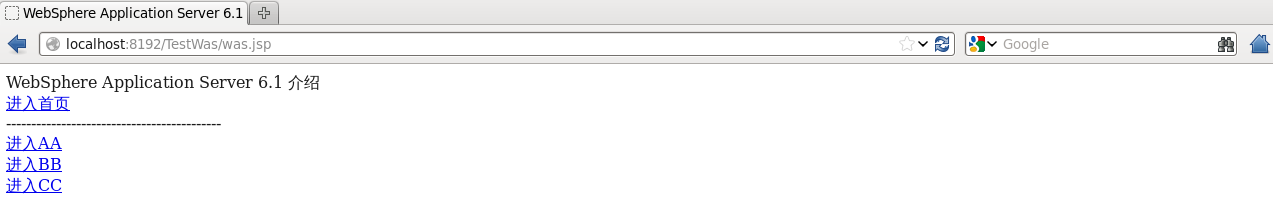 WebSphere Application Server 6.1
localhost:8192/TestWas/was.jsp
Google
WebSphere Application Server 6.1 介绍
进入首页
-------------------------------------------
进入AA
进入BB
进入CC